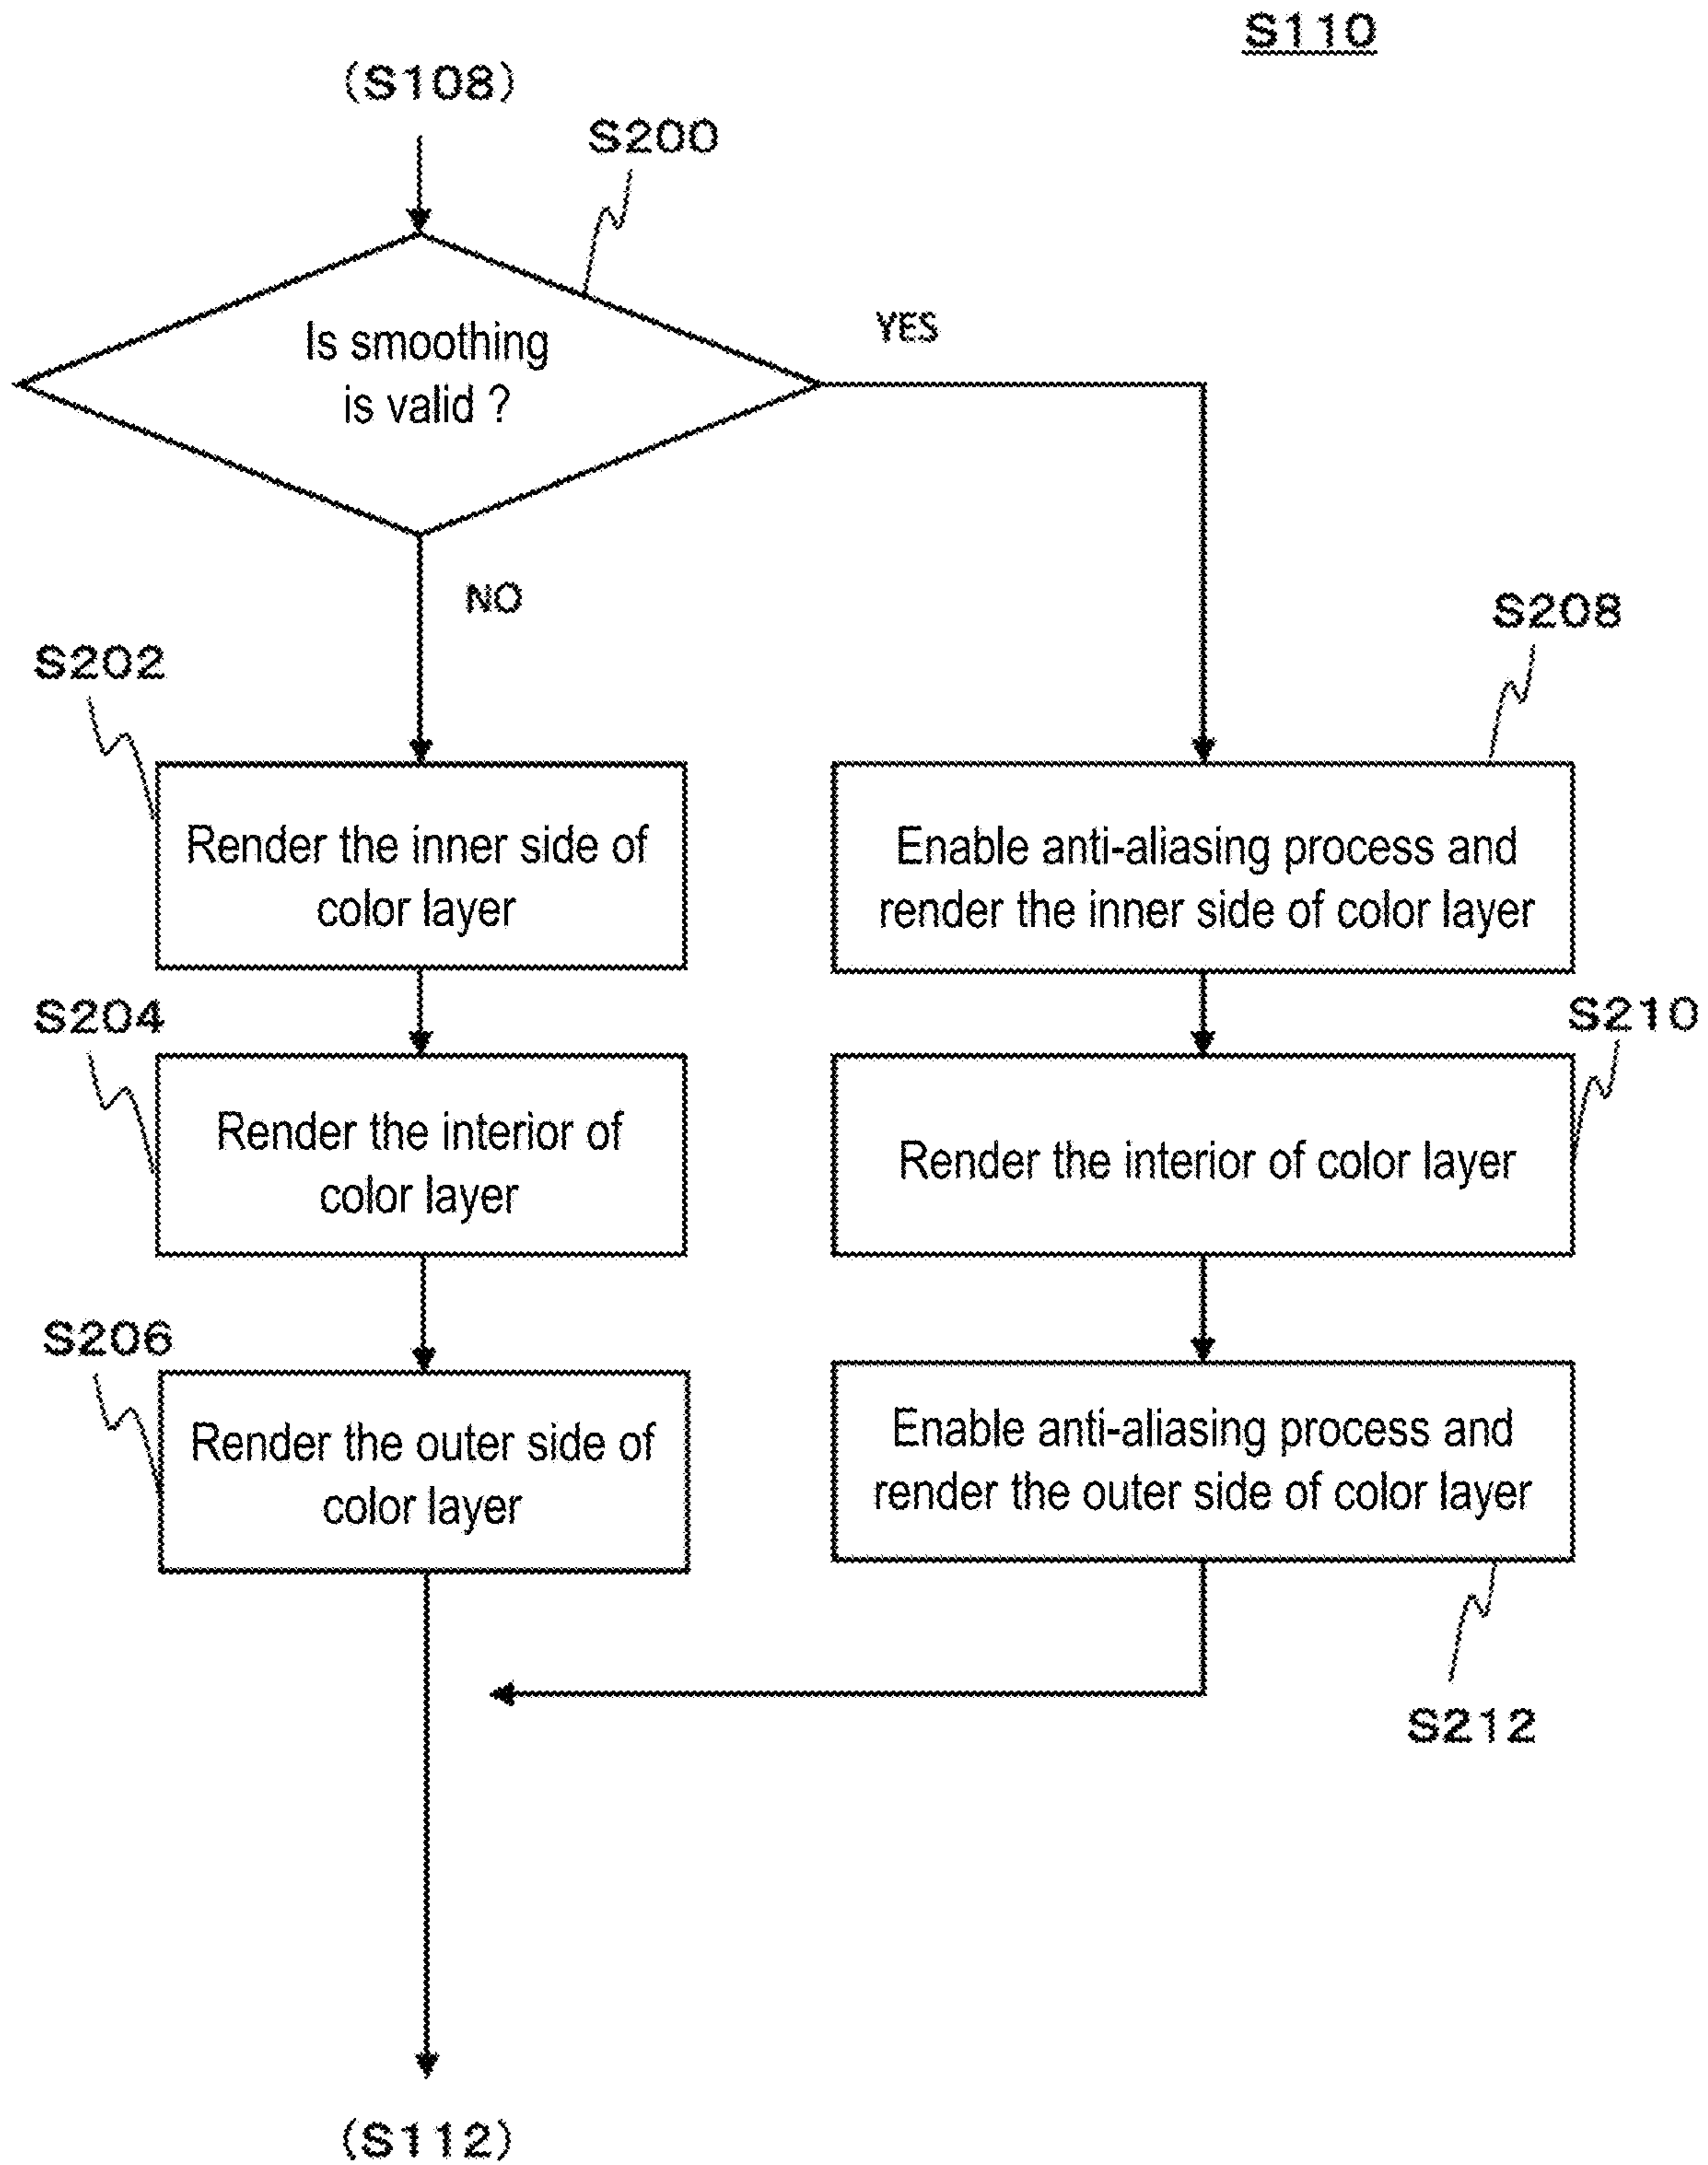 S110
(S108)
S200
Is smoothing
is valid ?
YES
NO
S202
Render the inner side of
color layer
S208
Enable anti-aliasing process and
render the inner side of color layer
S204
Render the interior of
color layer
S210
Render the interior of color layer
S206
Render the outer side of
color layer
Enable anti-aliasing process and
render the outer side of color layer
S212
(S112)